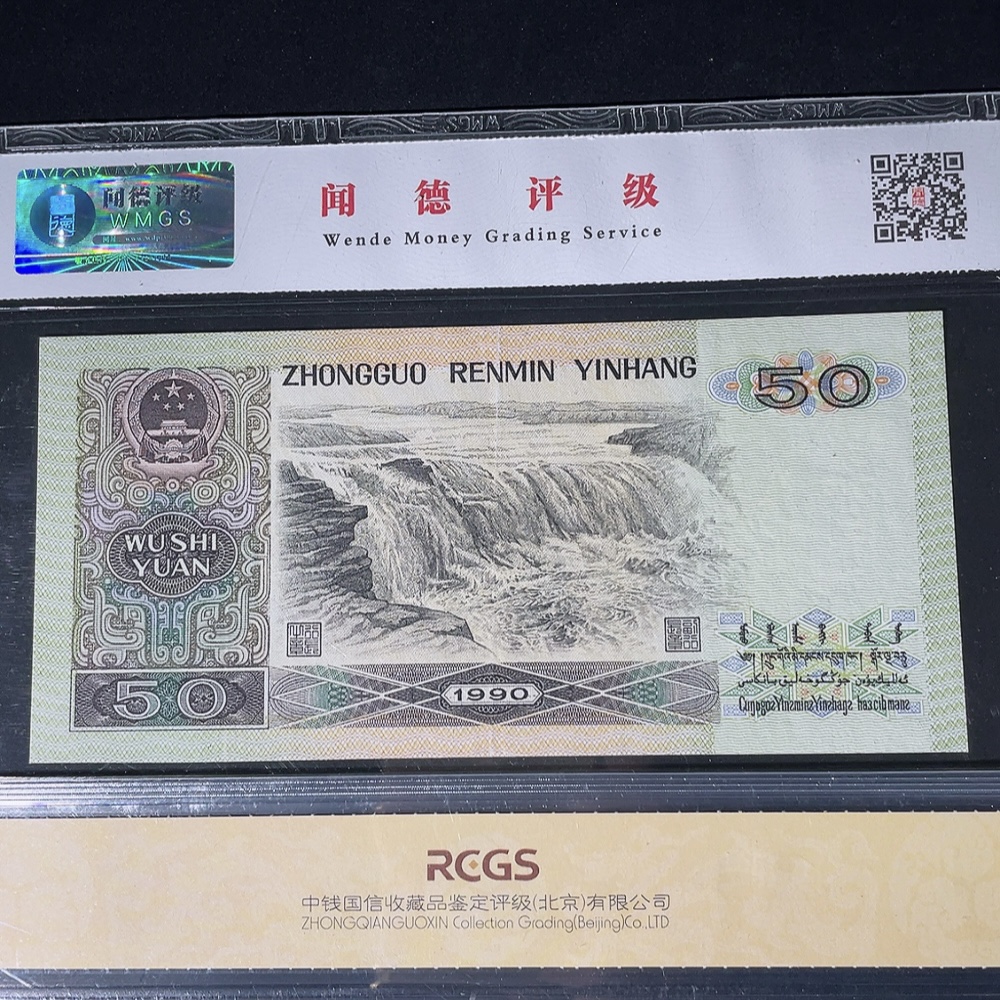 WMGS
WMGS
闻德评级
WMGS
闻德评级
Wende Money Grading Service
ZHONGGUO RENMIN YINHANG
50
WU SHI
YUAN
50
1990
RCGS
中钱国信收藏品鉴定评级(北京)有限公司
ZHONGQIANGUOXIN Collection Grading(Beijing)Co.,LTD